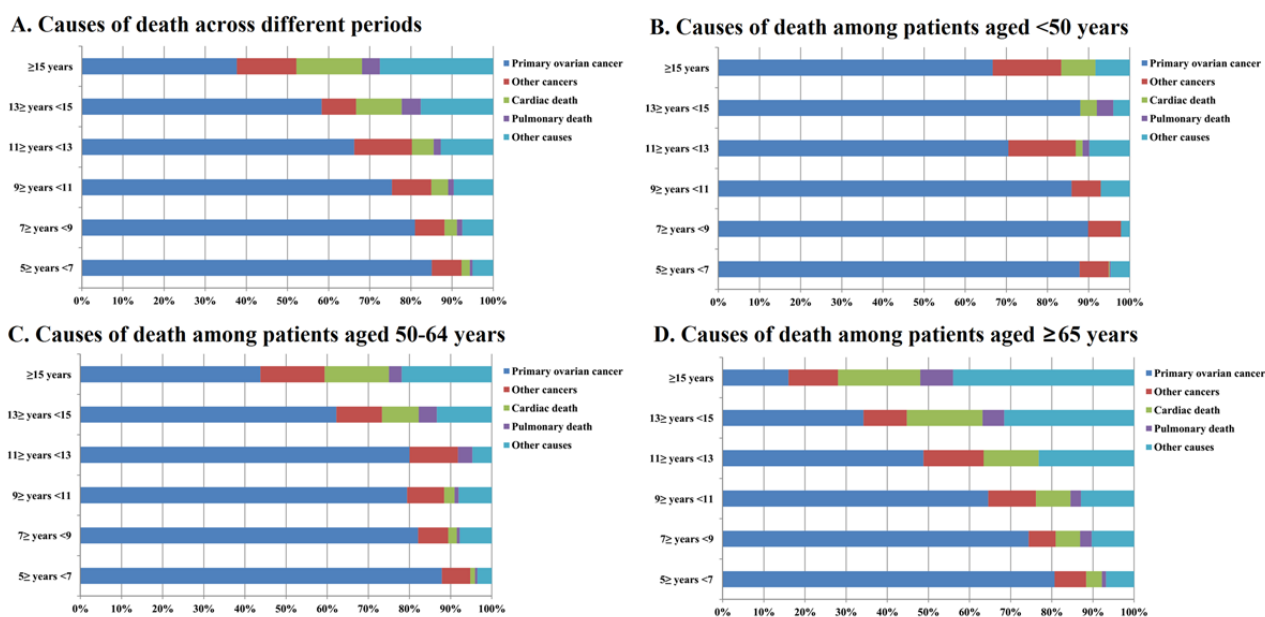 A. Causes of death across different periods
≥15 years
13≥ years <15
11≥ years <13
9≥ years <11
7≥ years <9
5≥ years <7
0% 10% 20% 30% 40% 50% 60% 70% 80% 90% 100%
Primary ovarian cancer
Other cancers
Cardiac death
Pulmonary death
Other causes
B. Causes of death among patients aged <50 years
≥15 years
13≥ years <15
11≥ years <13
9≥ years <11
7≥ years <9
5≥ years <7
0% 10% 20% 30% 40% 50% 60% 70% 80% 90% 100%
Primary ovarian cancer
Other cancers
Cardiac death
Pulmonary death
Other causes
C. Causes of death among patients aged 50-64 years
≥15 years
13≥ years <15
11≥ years <13
9≥ years <11
7≥ years <9
5≥ years <7
0% 10% 20% 30% 40% 50% 60% 70% 80% 90% 100%
Primary ovarian cancer
Other cancers
Cardiac death
Pulmonary death
Other causes
D. Causes of death among patients aged ≥65 years
≥15 years
13≥ years <15
11≥ years <13
9≥ years <11
7≥ years <9
5≥ years <7
0% 10% 20% 30% 40% 50% 60% 70% 80% 90% 100%
Primary ovarian cancer
Other cancers
Cardiac death
Pulmonary death
Other causes